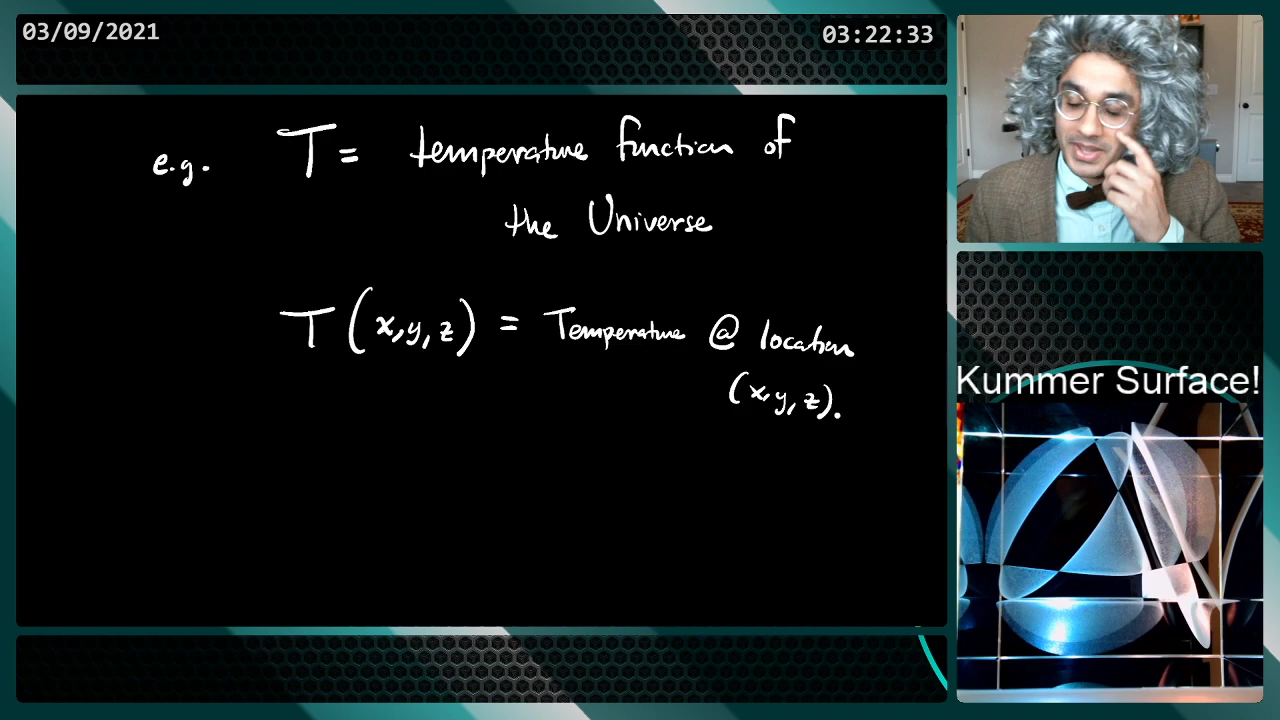 03/09/2021
03:22:33
e.g. T = temperature function of
the Universe
T(x,y,z) = Temperature @ location
(x,y,z).
Kummer Surface!